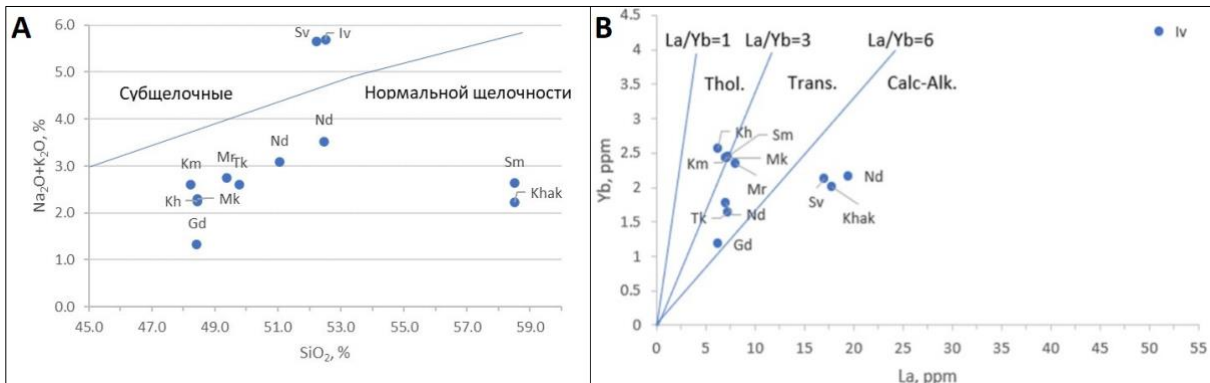 A
Na₂O+K₂O, %
6.0
5.0
4.0
3.0
2.0
1.0
0.0
Sv
Iv
Субщелочные
Нормальной щелочности
Nd
Nd
Km
Mr
Tk
Sm
Kh
Mk
Khak
Gd
45.0
47.0
49.0
51.0
53.0
55.0
57.0
59.0
SiO₂, %
B
Yb, ppm
4.5
4
3.5
3
2.5
2
1.5
1
0.5
0
La/Yb=1
La/Yb=3
La/Yb=6
Iv
Thol.
Trans.
Calc-Alk.
Kh
Sm
Km
Mk
Mr
Nd
Sv
Khak
Tk
Nd
Gd
0
5
10
15
20
25
30
35
40
45
50
55
La, ppm